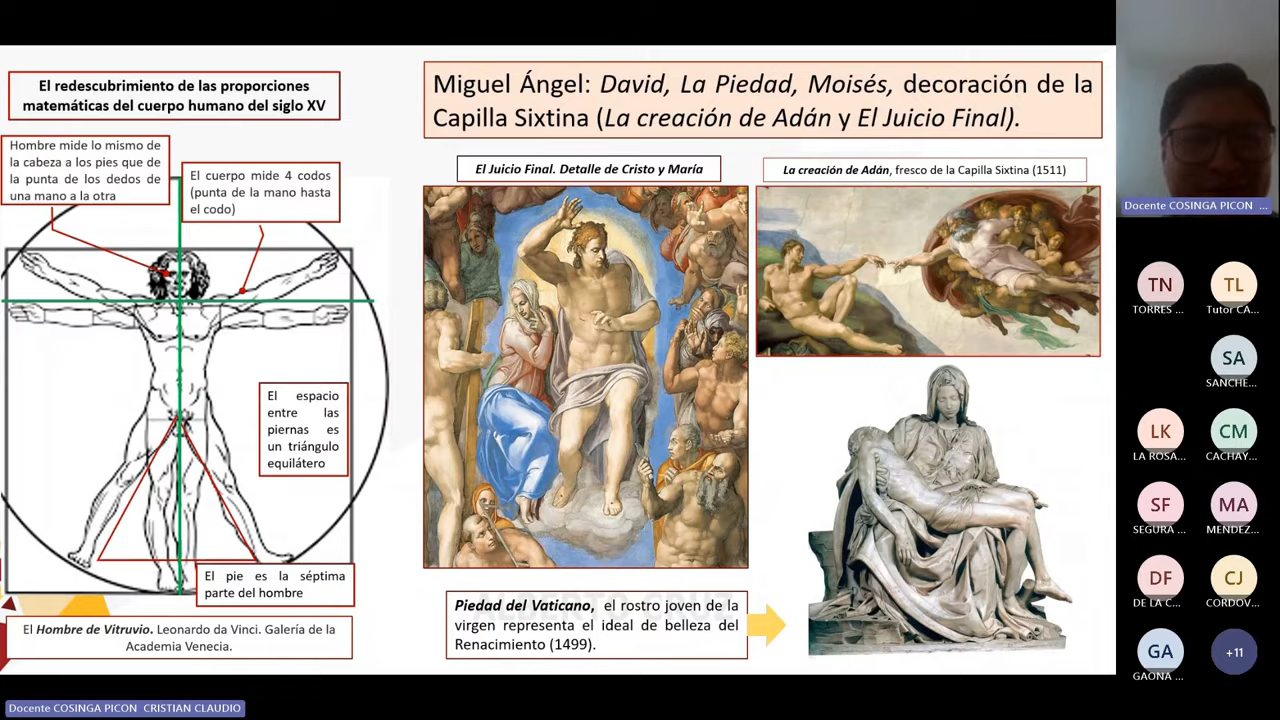 El redescubrimiento de las proporciones
matemáticas del cuerpo humano del siglo XV
Hombre mide lo mismo de
la cabeza a los pies que de
la punta de los dedos de
una mano a la otra
El cuerpo mide 4 codos
(punta de la mano hasta
el codo)
El espacio
entre las
piernas es
un triángulo
equilátero
El pie es la séptima
parte del hombre
El Hombre de Vitruvio. Leonardo da Vinci. Galería de la
Academia Venecia.
Miguel Ángel: David, La Piedad, Moisés, decoración de la
Capilla Sixtina (La creación de Adán y El Juicio Final).
El Juicio Final. Detalle de Cristo y María
La creación de Adán, fresco de la Capilla Sixtina (1511)
ALBERTO CRUZ
Piedad del Vaticano, el rostro joven de la
virgen representa el ideal de belleza del
Renacimiento (1499).
Docente COSINGA PICON ...
TN
TORRES ...
TL
Tutor CA...
SA
SANCHE...
LK
LA ROSA...
CM
CACHAY...
SF
SEGURA ...
MA
MENDEZ...
DF
DE LA C...
CJ
CORDOV...
GA
GAONA ...
+11
Docente COSINGA PICON CRISTIAN CLAUDIO